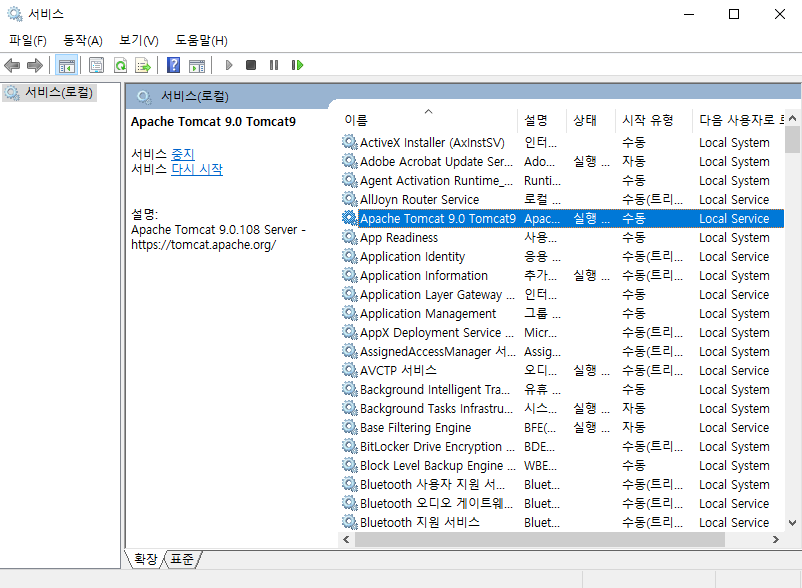 서비스
파일(F) 동작(A) 보기(V) 도움말(H)
서비스(로컬)
서비스(로컬)
Apache Tomcat 9.0 Tomcat9
서비스 중지
서비스 다시 시작
설명:
Apache Tomcat 9.0.108 Server -
https://tomcat.apache.org/
이름 설명 상태 시작 유형 다음 사용자로
ActiveX Installer (AxInstSV) 인터... 수동 Local System
Adobe Acrobat Update Ser... Ado... 실행 ... 자동 Local System
Agent Activation Runtime_... Runti... 수동 Local System
AllJoyn Router Service 로컬 ... 수동(트리... Local Service
Apache Tomcat 9.0 Tomcat9 Apac... 실행 ... 수동 Local Service
App Readiness 사용... 수동 Local System
Application Identity 응용 ... 수동(트리... Local Service
Application Information 추가... 실행 ... 수동(트리... Local System
Application Layer Gateway ... 인터... 수동 Local Service
Application Management 그룹 ... 수동 Local System
AppX Deployment Service ... Micr... 수동(트리... Local System
AssignedAccessManager 서... Assig... 수동(트리... Local System
AVCTP 서비스 오디... 실행 ... 수동(트리... Local Service
Background Intelligent Tra... 유휴 ... 수동 Local System
Background Tasks Infrastru... 시스... 실행 ... 자동 Local System
Base Filtering Engine BFE(... 실행 ... 자동 Local Service
BitLocker Drive Encryption ... BDE... 수동(트리... Local System
Block Level Backup Engine ... WBE... 수동 Local System
Bluetooth 사용자 지원 서... Bluet... 수동(트리... Local System
Bluetooth 오디오 게이트웨... Bluet... 수동(트리... Local Service
Bluetooth 지원 서비스 Bluet... 수동(트리... Local Service
확장 표준